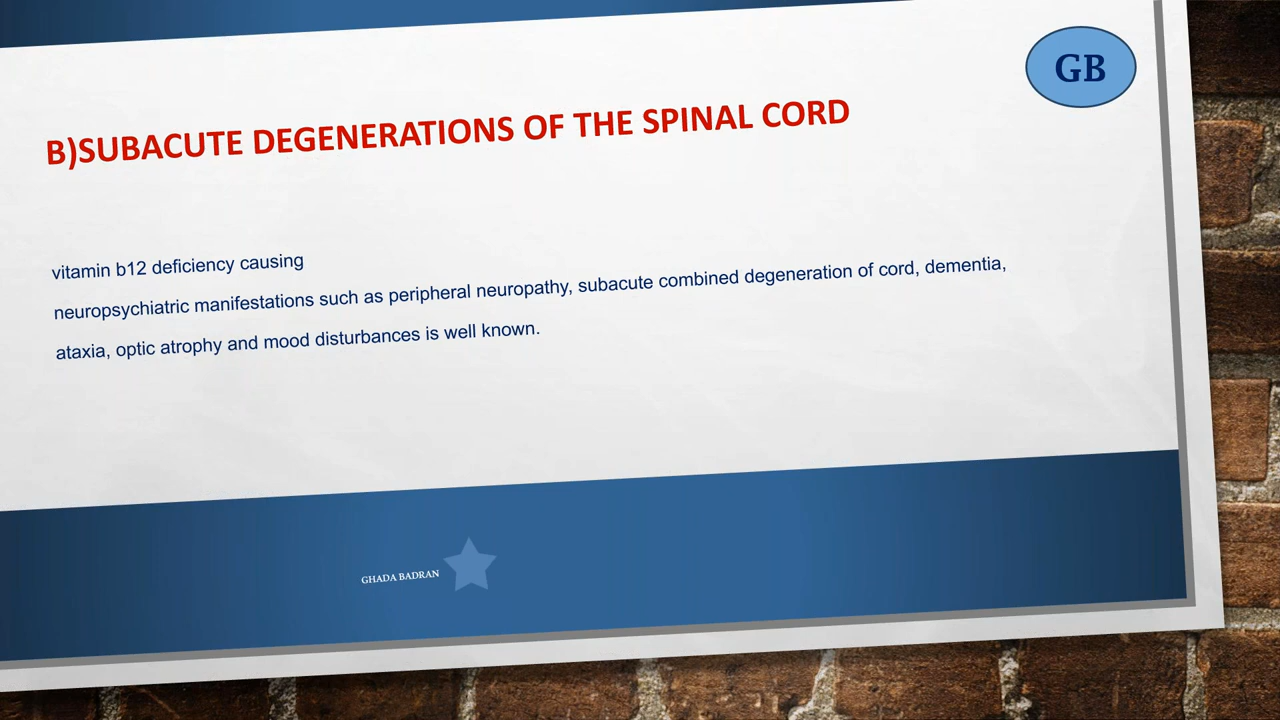 GB
B)SUBACUTE DEGENERATIONS OF THE SPINAL CORD
vitamin b12 deficiency causing
neuropsychiatric manifestations such as peripheral neuropathy, subacute combined degeneration of cord, dementia,
ataxia, optic atrophy and mood disturbances is well known.
GHADA BADRAN